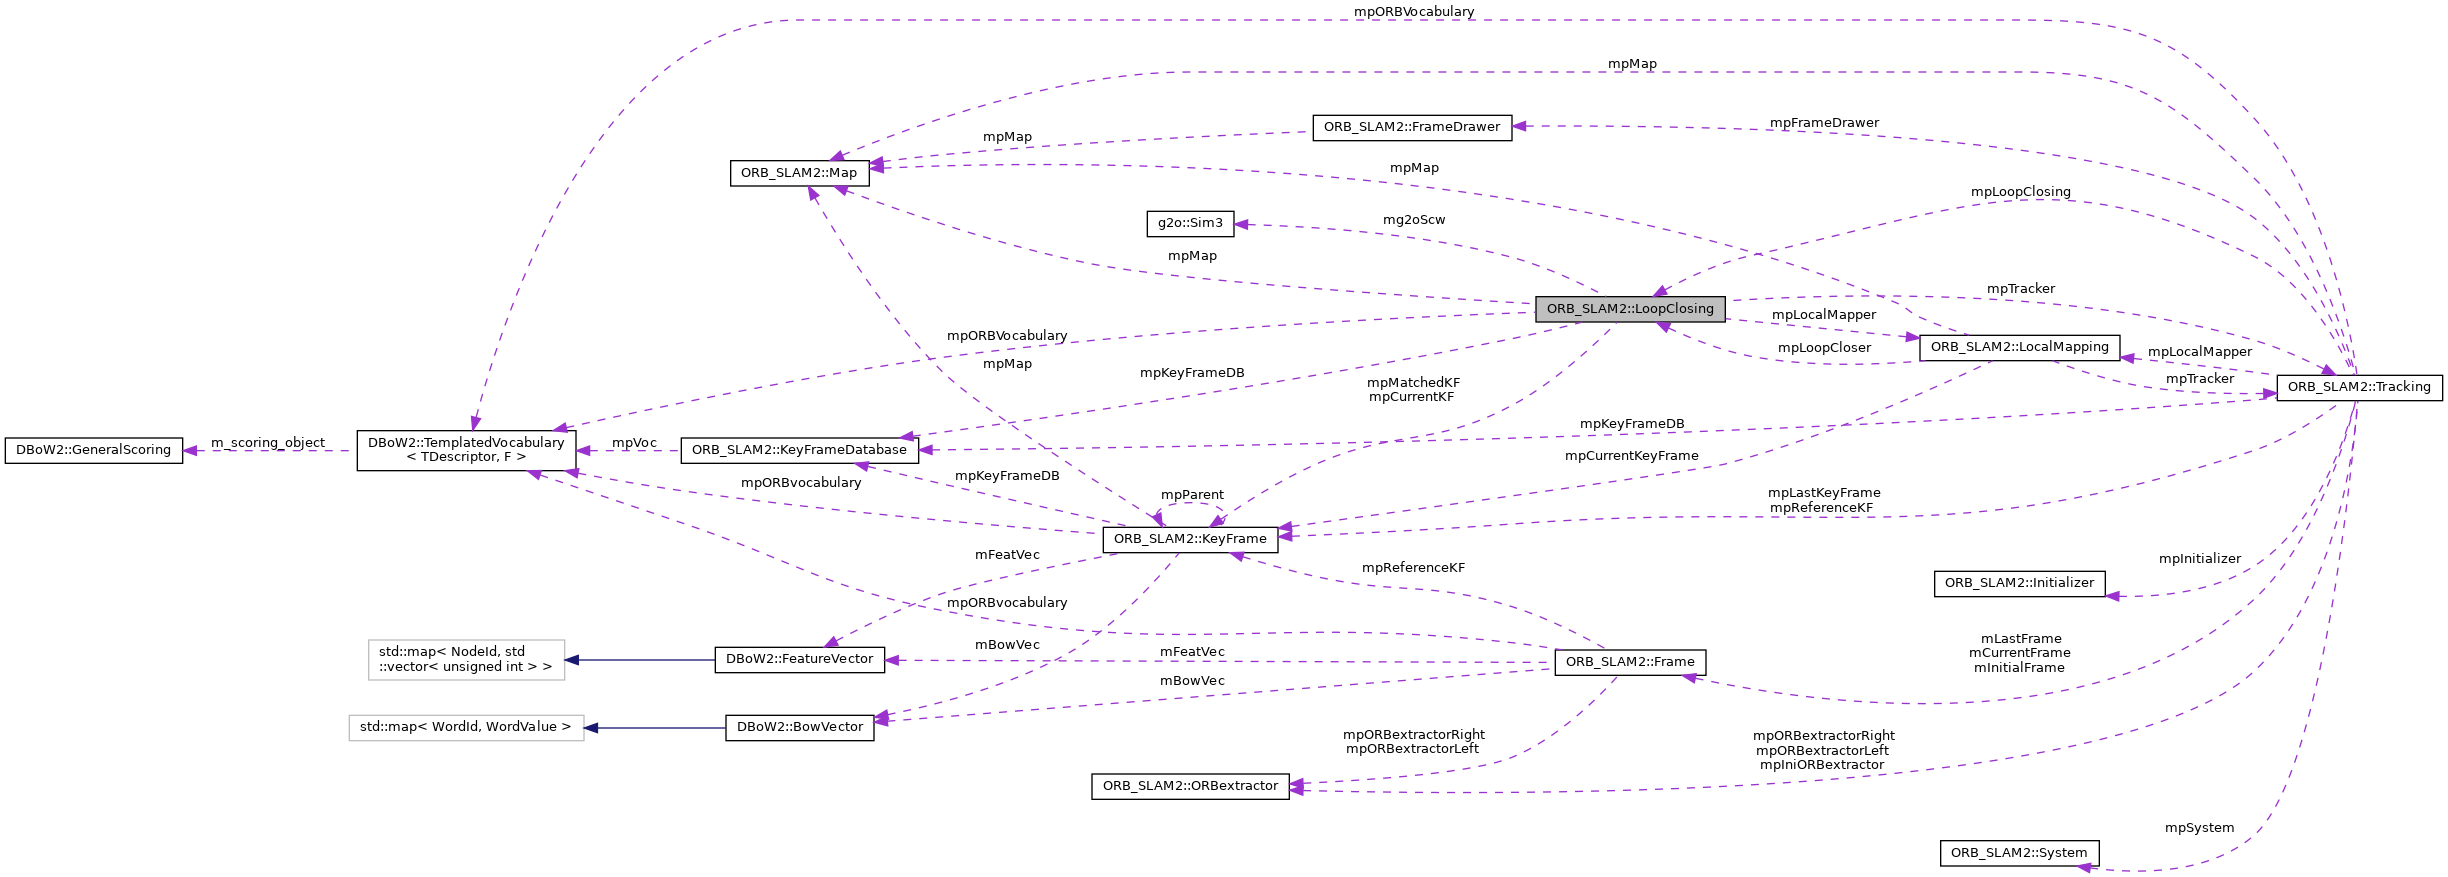 mpORBVocabulary
mpMap
mpFrameDrawer
ORB_SLAM2::FrameDrawer
mpMap
ORB_SLAM2::Map
mpMap
mpLoopClosing
g2o::Sim3
mg2oScw
mpMap
mpTracker
ORB_SLAM2::LoopClosing
mpLocalMapper
mpORBVocabulary
mpMap
mpLoopCloser
ORB_SLAM2::LocalMapping
mpLocalMapper
mpKeyFrameDB
mpMatchedKF
mpCurrentKF
mpTracker
ORB_SLAM2::Tracking
mpKeyFrameDB
DBoW2::GeneralScoring
m_scoring_object
DBoW2::TemplatedVocabulary
< TDescriptor, F >
mpVoc
ORB_SLAM2::KeyFrameDatabase
mpCurrentKeyFrame
mpORBvocabulary
mpKeyFrameDB
mpParent
mpLastKeyFrame
mpReferenceKF
ORB_SLAM2::KeyFrame
mFeatVec
mpReferenceKF
mpInitializer
ORB_SLAM2::Initializer
mpORBvocabulary
mBowVec
mFeatVec
mLastFrame
mCurrentFrame
mInitialFrame
std::map< NodeId, std
::vector< unsigned int > >
DBoW2::FeatureVector
ORB_SLAM2::Frame
mBowVec
std::map< WordId, WordValue >
DBoW2::BowVector
mpORBextractorRight
mpORBextractorLeft
mpORBextractorRight
mpORBextractorLeft
mpIniORBextractor
ORB_SLAM2::ORBextractor
mpSystem
ORB_SLAM2::System